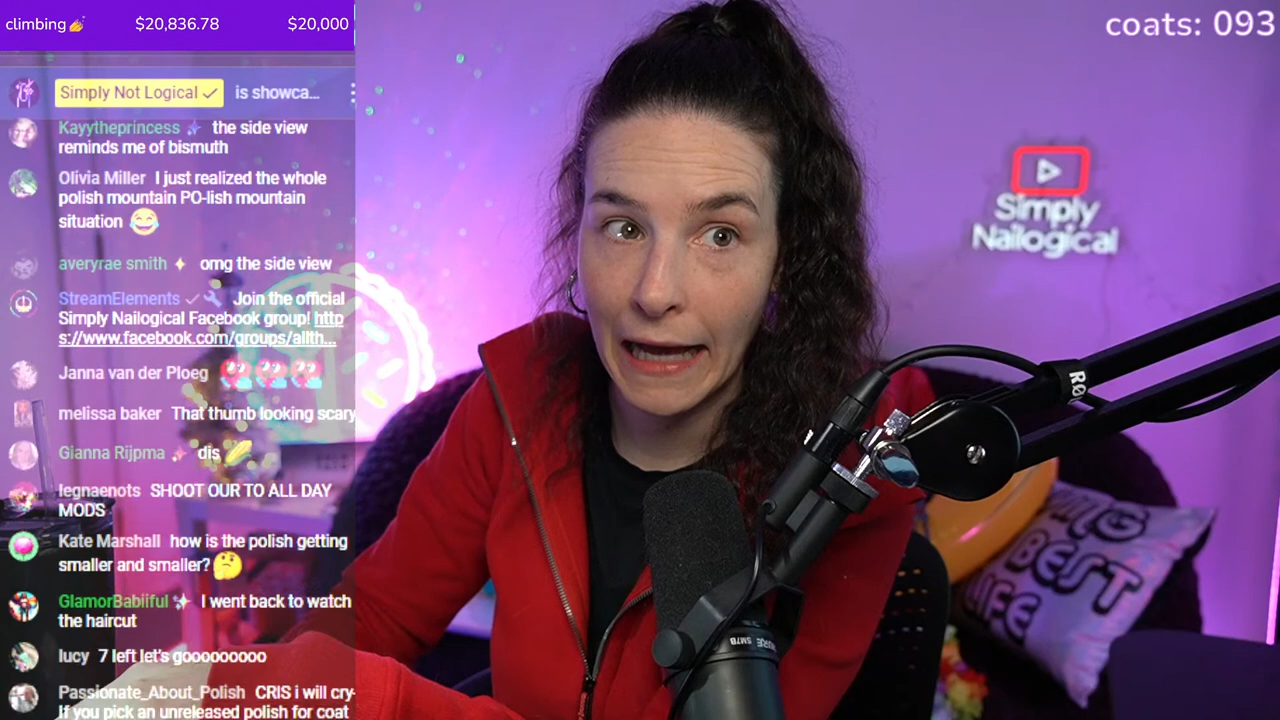 climbing💅 $20,836.78 $20,000
coats: 093
Simply Not Logical ✓ is showca...
Kayytheprincess the side view
reminds me of bismuth
Olivia Miller I just realized the whole
polish mountain PO-lish mountain
situation 😂
averyrae smith omg the side view
StreamElements ✓ Join the official
Simply Nailogical Facebook group! http
s://www.facebook.com/groups/allth...
Janna van der Ploeg
melissa baker That thumb looking scary
Gianna Rijpma dis 🌽
legnaenots SHOOT OUR TO ALL DAY
MODS
Kate Marshall how is the polish getting
smaller and smaller? 🤔
GlamorBabiiful I went back to watch
the haircut
lucy 7 left let's gooooooooo
Passionate_About_Polish CRIS i will cry
If you pick an unreleased polish for coat
Simply
Nailogical
RØ
SHURE SM7B
BEST
LIFE